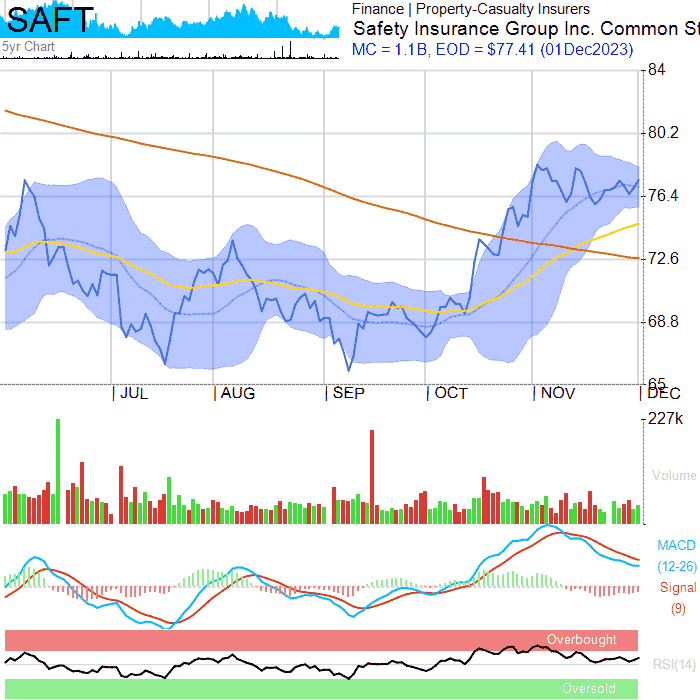 SAFT
5yr Chart
Finance | Property-Casualty Insurers
Safety Insurance Group Inc. Common St
MC = 1.1B, EOD = $77.41 (01Dec2023)
84
80.2
76.4
72.6
68.8
65
JUL
AUG
SEP
OCT
NOV
DEC
227k
Volume
MACD
(12-26)
Signal
(9)
Overbought
RSI(14)
Oversold